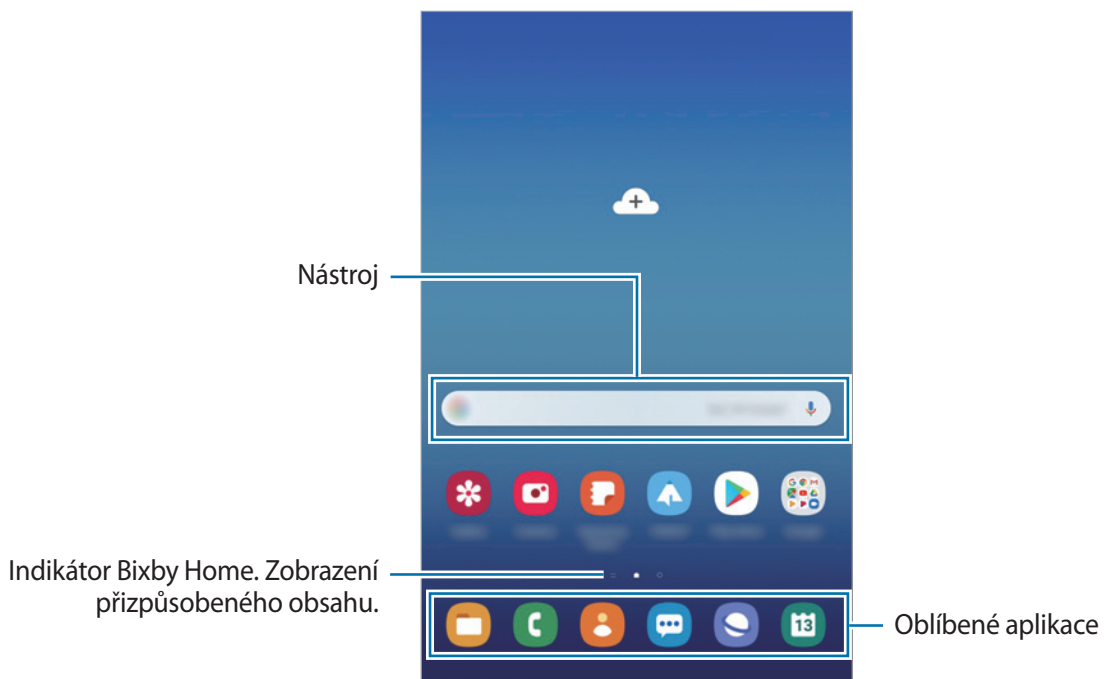 Nástroj
Indikátor Bixby Home. Zobrazení
přizpůsobeného obsahu.
13
Oblíbené aplikace